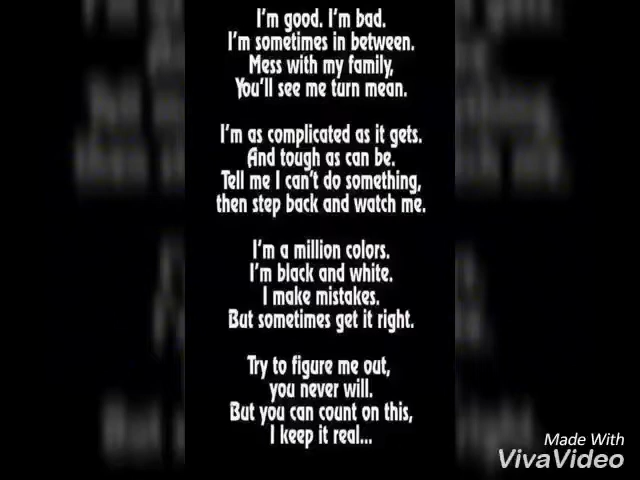 I'm good. I'm bad.
I'm sometimes in between.
Mess with my family,
You'll see me turn mean.
I'm as complicated as it gets.
And tough as can be.
Tell me I can't do something,
then step back and watch me.
I'm a million colors.
I'm black and white.
I make mistakes.
But sometimes get it right.
Try to figure me out,
you never will.
But you can count on this,
I keep it real...
Made With
VivaVideo